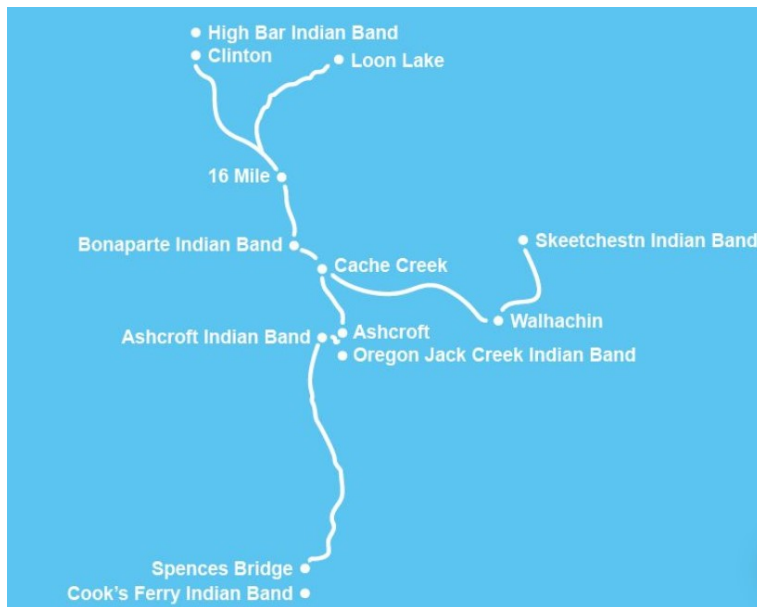 High Bar Indian Band
Clinton
Loon Lake
16 Mile
Bonaparte Indian Band
Skeetchestn Indian Band
Cache Creek
Walhachin
Ashcroft Indian Band
Ashcroft
Oregon Jack Creek Indian Band
Spences Bridge
Cook's Ferry Indian Band